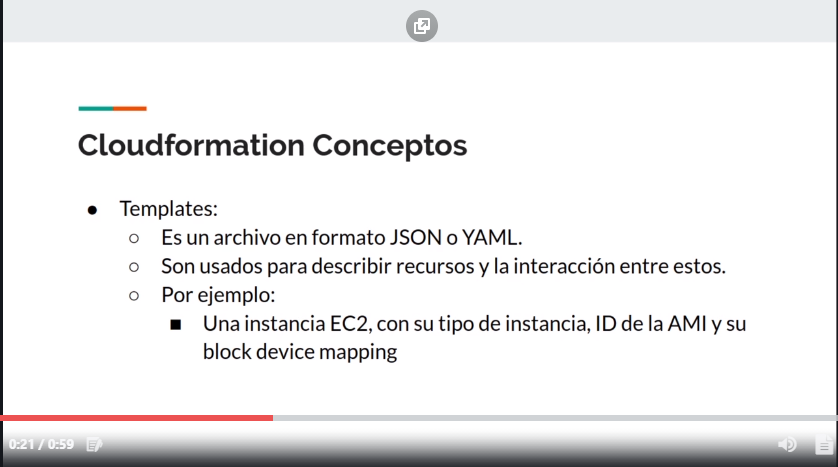 Cloudformation Conceptos
● Templates:
○ Es un archivo en formato JSON o YAML.
○ Son usados para describir recursos y la interacción entre estos.
○ Por ejemplo:
■ Una instancia EC2, con su tipo de instancia, ID de la AMI y su
block device mapping
0:21 / 0:59